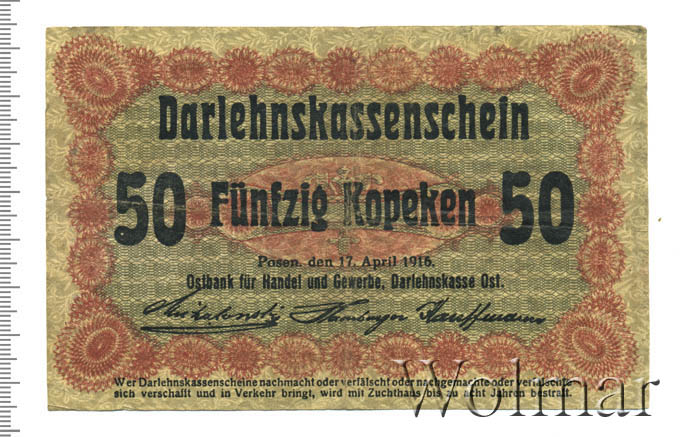 Darlehnskassenschein
50 Fünfzig Kopeken 50
Posen, den 17. April 1916.
Ostbank für Handel und Gewerbe, Darlehnskasse Ost.
Hamburger Kauffmann
Wer Darlehnskassenscheine nachmacht oder verfälscht oder nachgemachte oder verfälschte
sich verschafft und in Verkehr bringt, wird mit Zuchthaus bis zu acht Jahren bestraft.
Wolmar